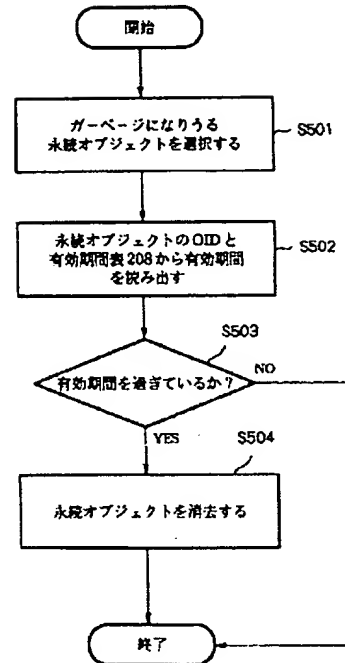 開始
ガーベージになりうる
永続オブジェクトを選択する
S501
永続オブジェクトのOIDと
有効期間表208から有効期間
を読み出す
S502
S503
有効期間を過ぎているか?
NO
YES
S504
永続オブジェクトを消去する
終了